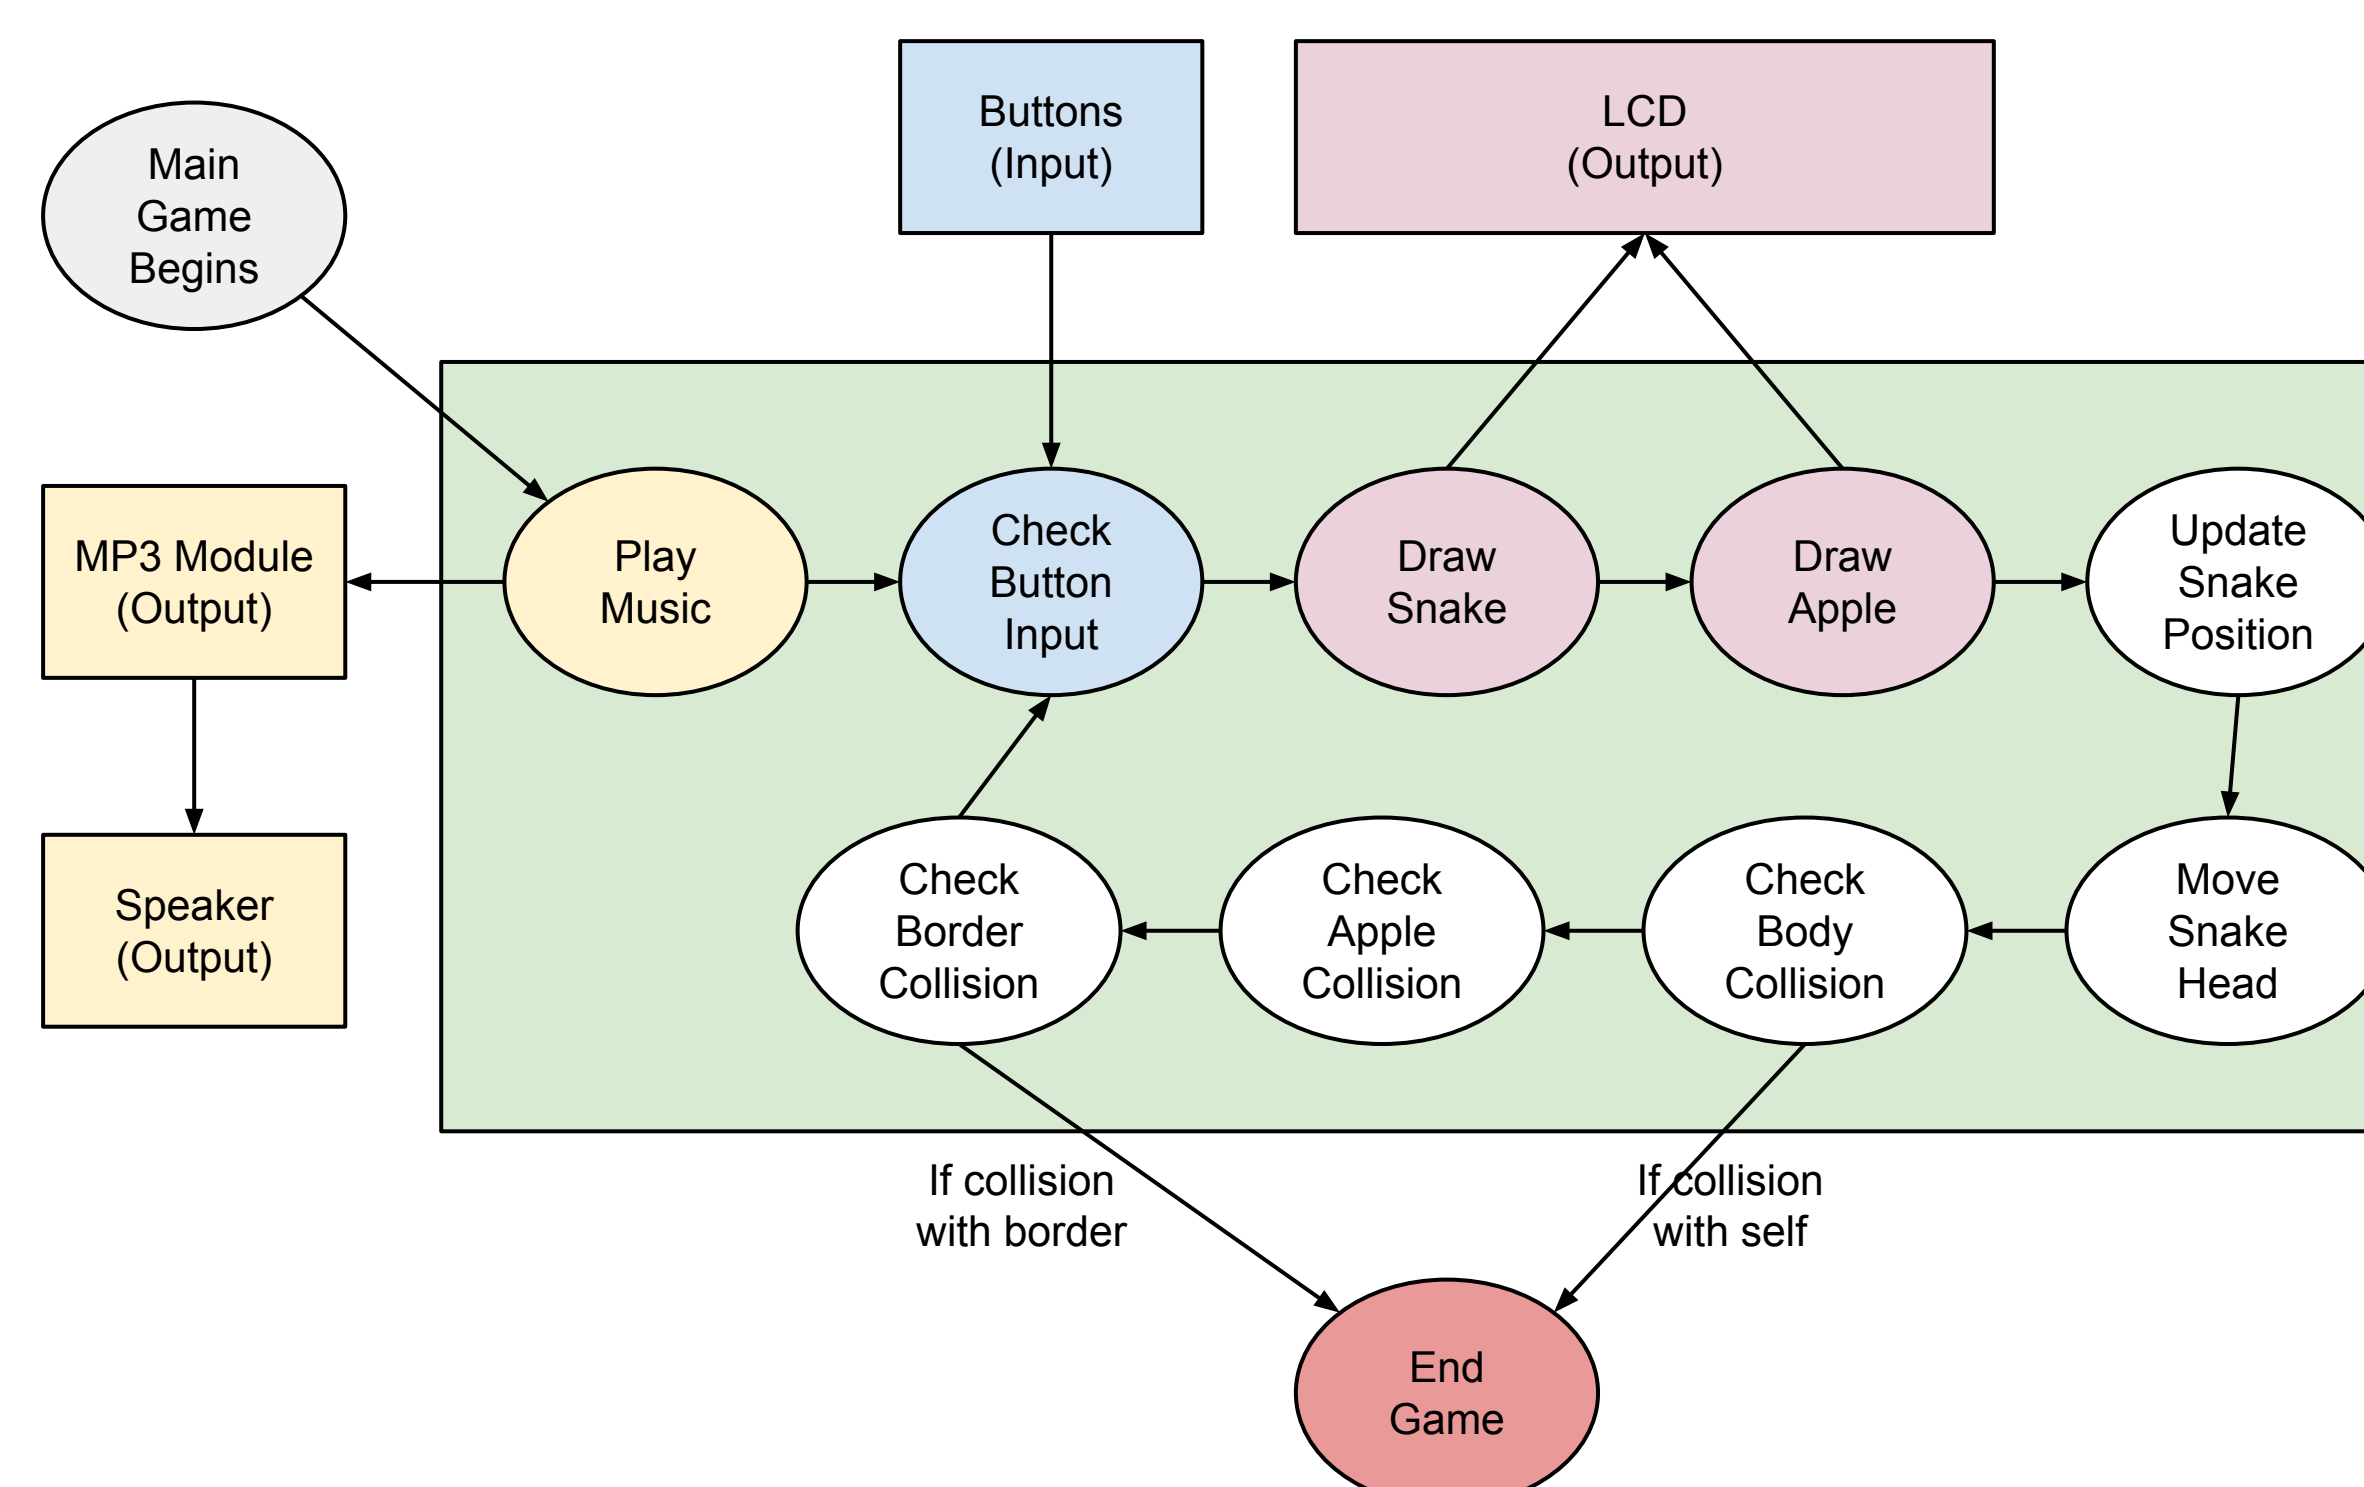 Main
Game
Begins
Buttons
(Input)
LCD
(Output)
MP3 Module
(Output)
Play
Music
Check
Button
Input
Draw
Snake
Draw
Apple
Update
Snake
Position
Speaker
(Output)
Check
Border
Collision
Check
Apple
Collision
Check
Body
Collision
Move
Snake
Head
If collision
with border
If collision
with self
End
Game